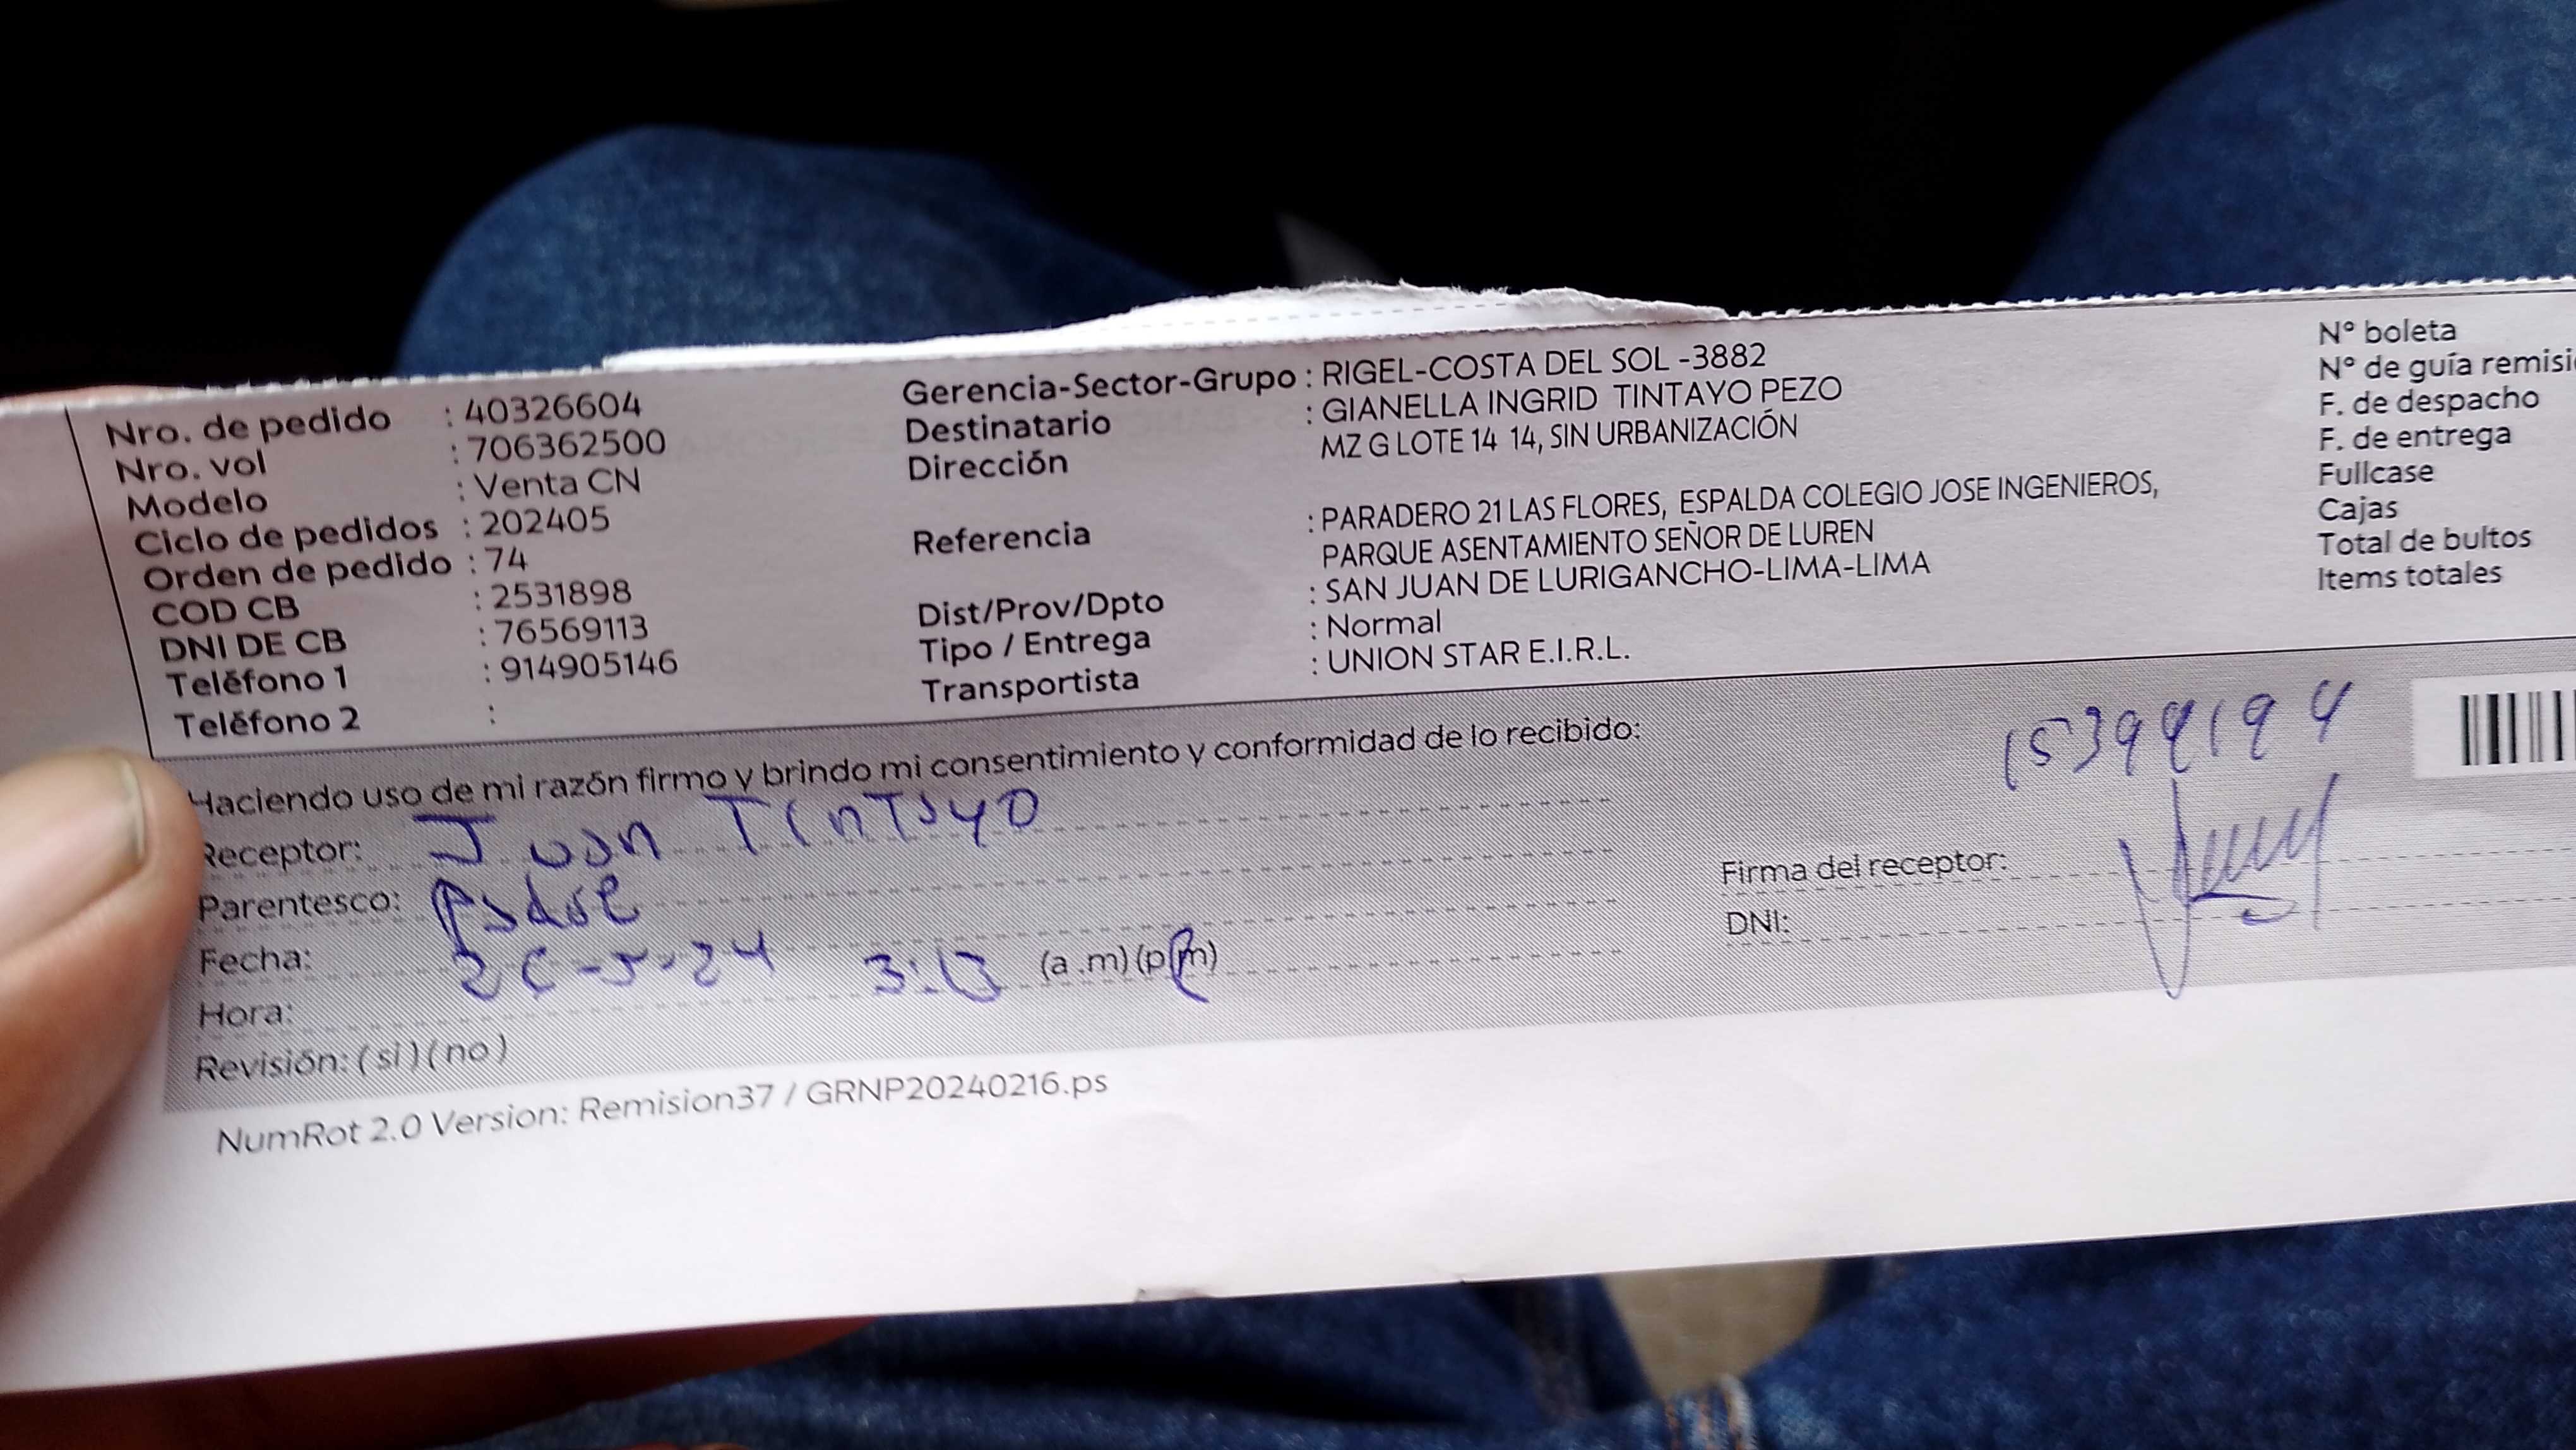 Nro. de pedido : 40326604
Nro. vol : 706362500
Modelo : Venta CN
Ciclo de pedidos : 202405
Orden de pedido : 74
COD CB : 2531898
DNI DE CB : 76569113
Teléfono 1 : 914905146
Teléfono 2 :
Gerencia-Sector-Grupo : RIGEL-COSTA DEL SOL -3882
Destinatario : GIANELLA INGRID TINTAYO PEZO
Dirección MZ G LOTE 14 14, SIN URBANIZACIÓN
Referencia : PARADERO 21 LAS FLORES, ESPALDA COLEGIO JOSE INGENIEROS,
PARQUE ASENTAMIENTO SEÑOR DE LUREN
Dist/Prov/Dpto : SAN JUAN DE LURIGANCHO-LIMA-LIMA
Tipo / Entrega : Normal
Transportista : UNION STAR E.I.R.L.
N° boleta
N° de guía
F. de despacho
F. de entrega
Fullcase
Cajas
Total de bultos
Items totales
Haciendo uso de mi razón firmo y brindo mi consentimiento y conformidad de lo recibido:
Receptor: Juan Tintayo
Parentesco: Padre
Fecha:
Hora: (a .m) (pm)
Revisión: (si) (no)
Firma del receptor:
DNI:
NumRot 2.0 Version: Remision37 / GRNP20240216.ps